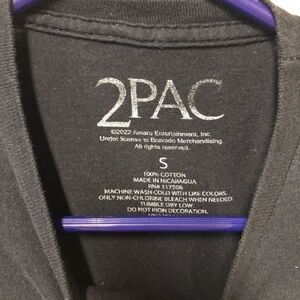 2PAC
©2022 Amaru Entertainment, Inc.
Under license to Bravado Merchandising.
All rights reserved.
S
100% COTTON
MADE IN NICARAGUA
RN# 117508
MACHINE WASH COLD WITH LIKE COLORS.
ONLY NON-CHLORINE BLEACH WHEN NEEDED.
TUMBLE DRY LOW.
DO NOT IRON DECORATION.